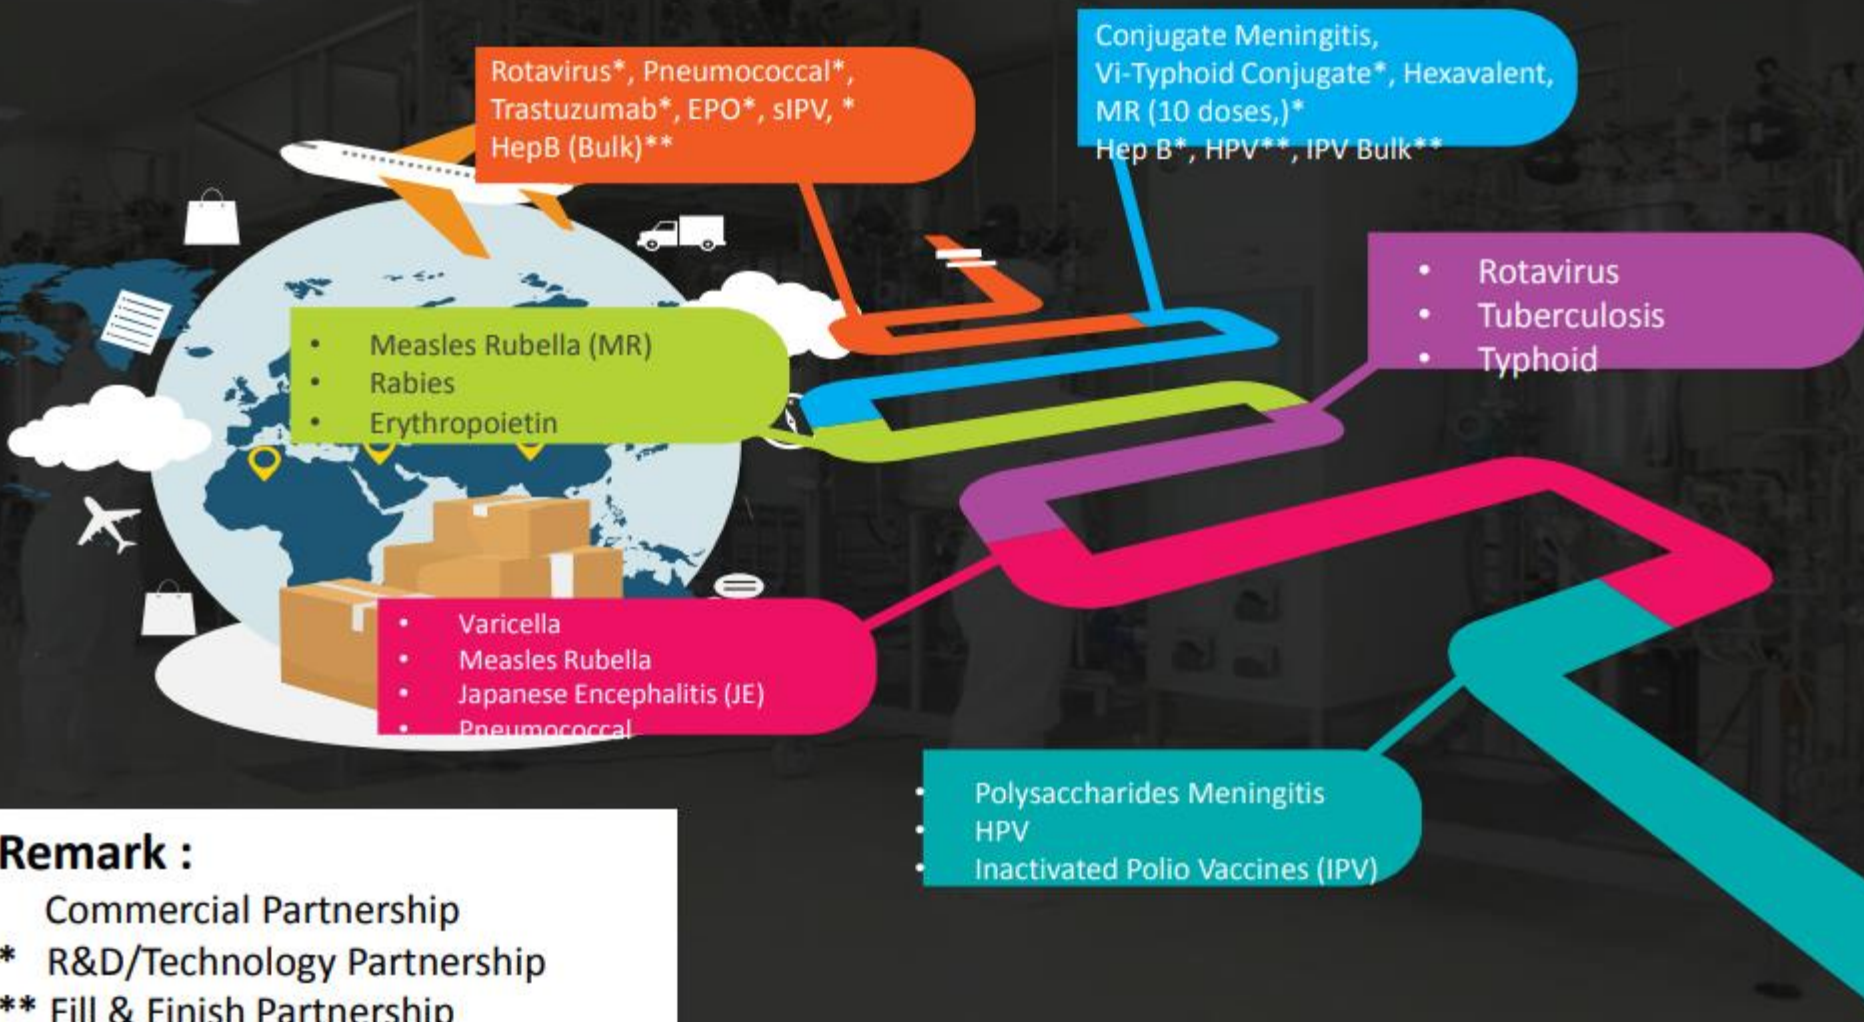 Rotavirus*, Pneumococcal*,
Trastuzumab*, EPO*, sIPV, *
HepB (Bulk)**
Conjugate Meningitis,
Vi-Typhoid Conjugate*, Hexavalent,
MR (10 doses,)*
Hep B*, HPV**, IPV Bulk**
• Rotavirus
• Tuberculosis
• Typhoid
• Measles Rubella (MR)
• Rabies
• Erythropoietin
• Varicella
• Measles Rubella
• Japanese Encephalitis (JE)
• Pneumococcal
• Polysaccharides Meningitis
• HPV
• Inactivated Polio Vaccines (IPV)
Remark :
Commercial Partnership
* R&D/Technology Partnership
** Fill & Finish Partnership